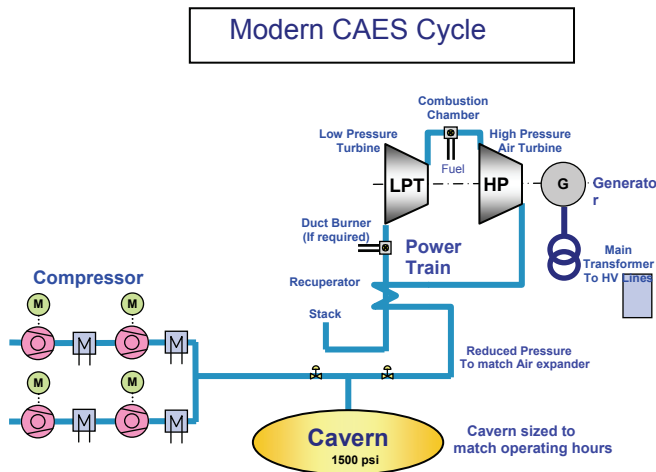 Modern CAES Cycle
Combustion
Chamber
Low Pressure
Turbine
High Pressure
Air Turbine
Fuel
LPT
HP
G
Generato
r
Duct Burner
(If required)
Power
Train
Main
Transformer
To HV Lines
Compressor
Recuperator
M
M
Stack
M
M
Reduced Pressure
To match Air expander
M
M
M
M
Cavern
1500 psi
Cavern sized to
match operating hours